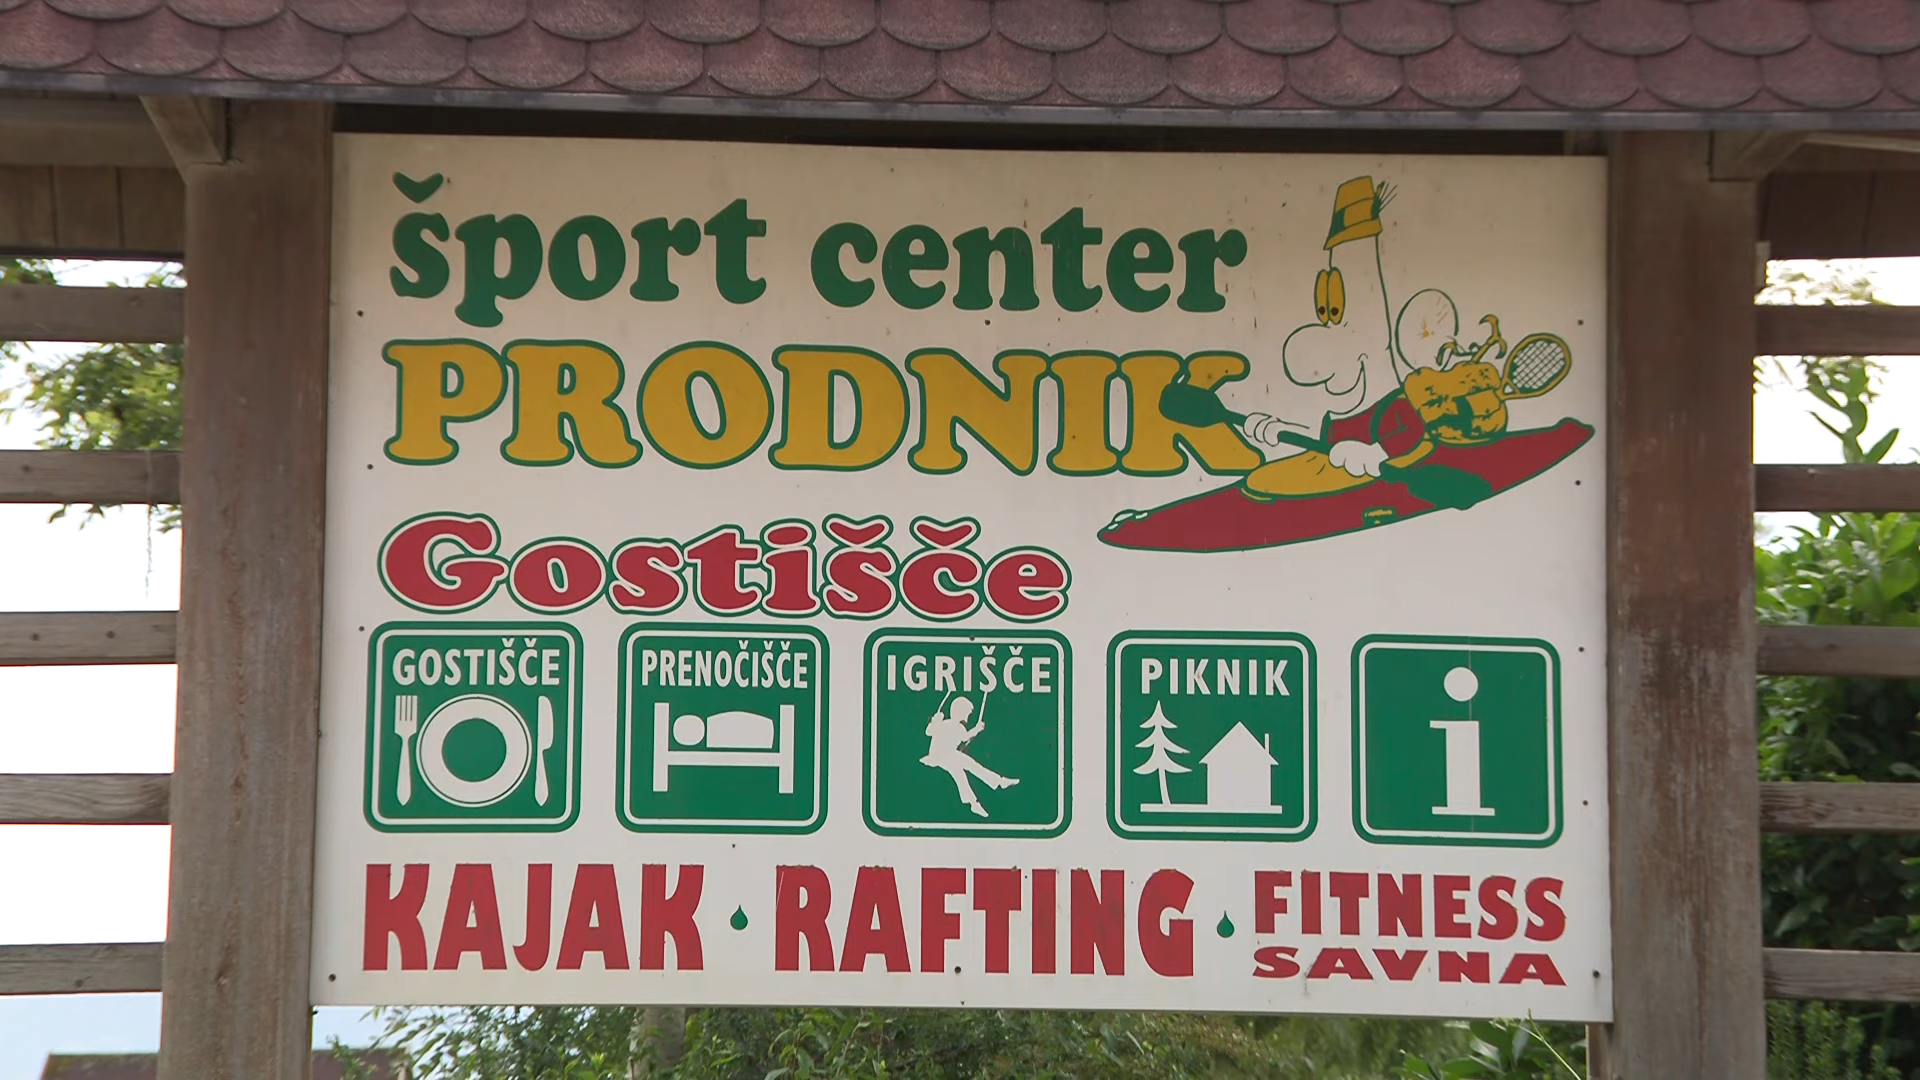 šport center
PRODNIK
Gostišče
GOSTIŠČE PRENOČIŠČE IGRIŠČE PIKNIK i
KAJAK · RAFTING · FITNESS
SAVNA